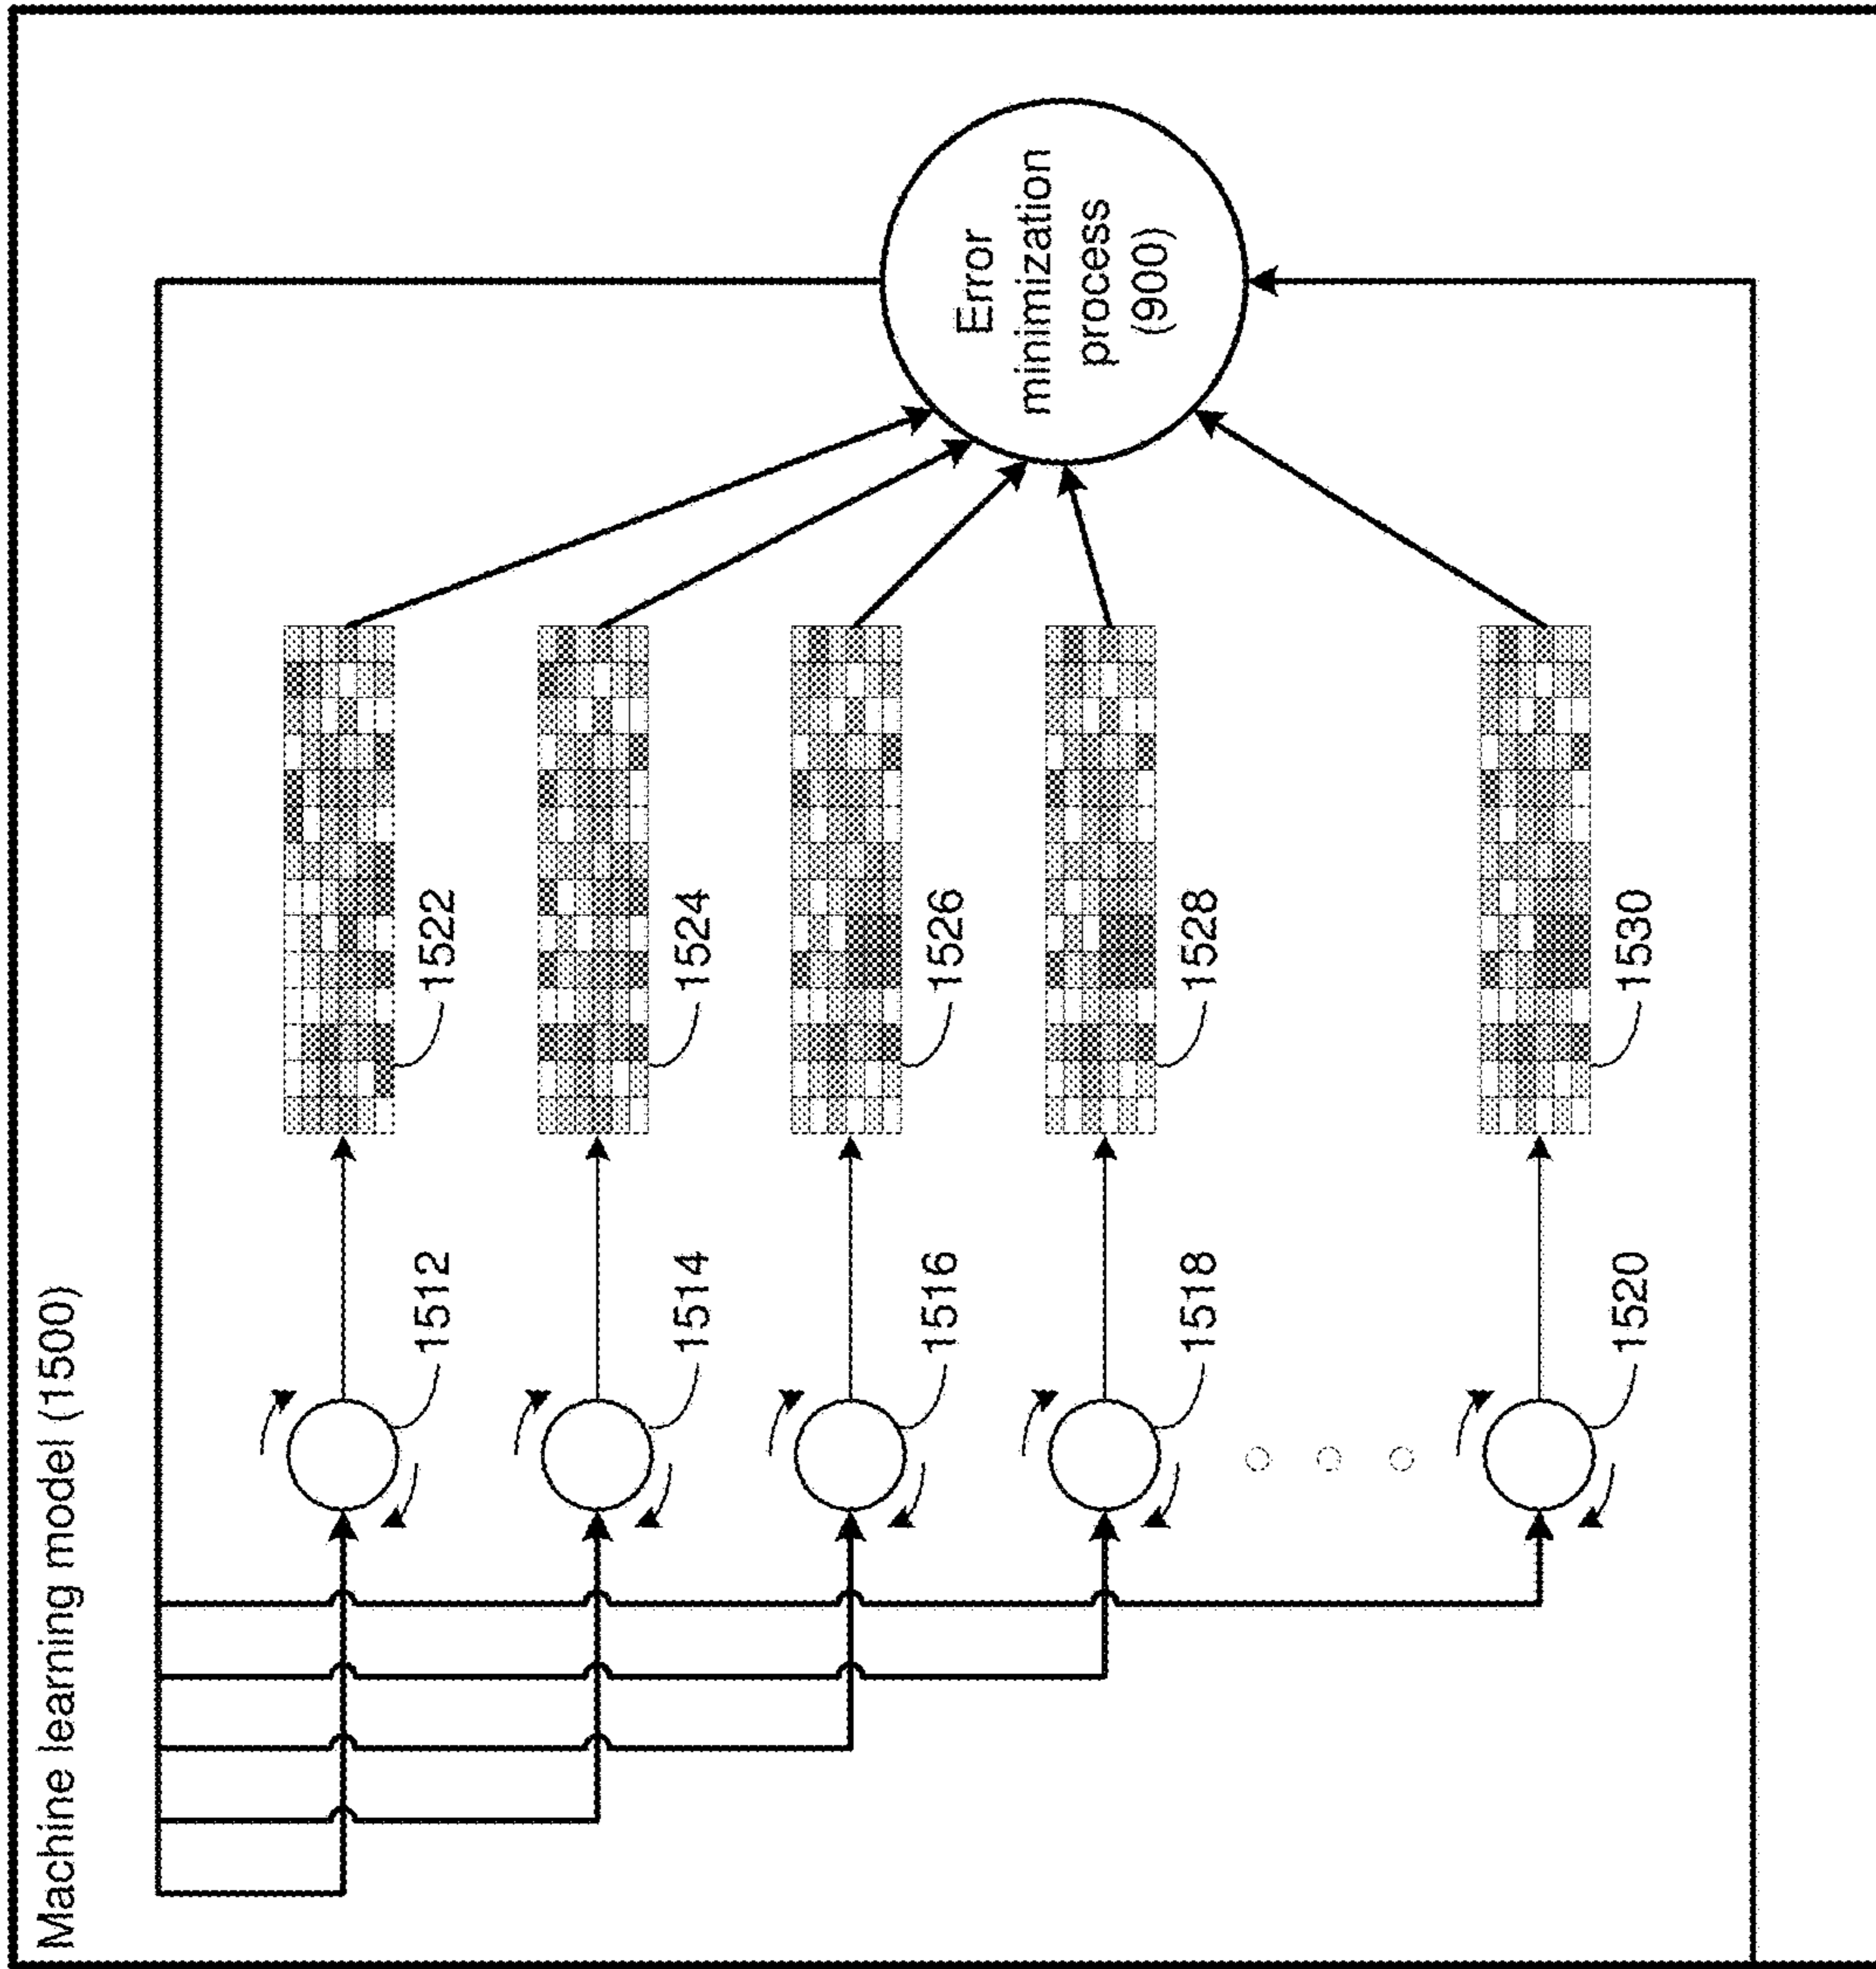 Machine learning model (1500)
1512
1522
1514
1524
1516
1526
1518
1528
1520
1530
Error
minimization
process
(900)